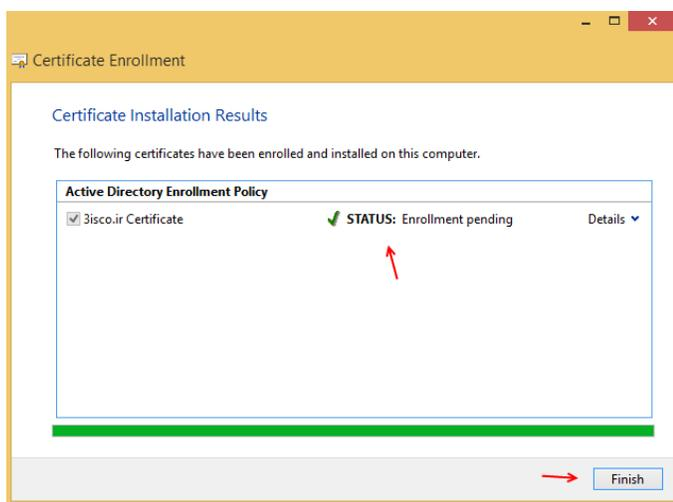 Certificate Enrollment
Certificate Installation Results
The following certificates have been enrolled and installed on this computer.
Active Directory Enrollment Policy
3isco.ir Certificate STATUS: Enrollment pending Details
Finish